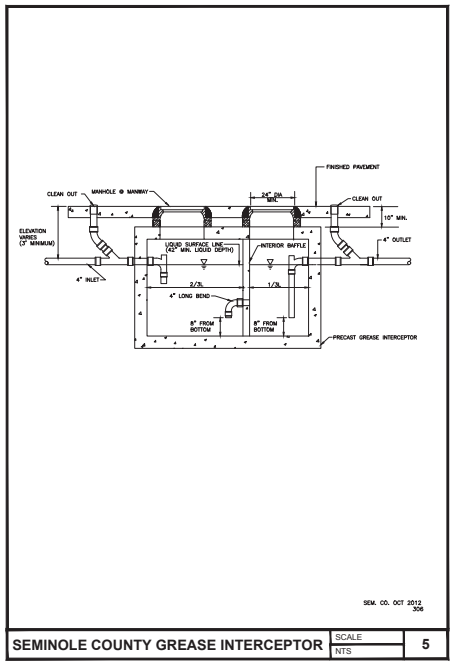 FINISHED PAVEMENT
CLEAN OUT
MANHOLE @ MANWAY
24" DIA
MIN.
CLEAN OUT
10" MIN.
ELEVATION
VARIES
(3' MINIMUM)
LIQUID SURFACE LINE
(42" MIN. LIQUID DEPTH)
INTERIOR BAFFLE
4" OUTLET
4" INLET
2/3L
1/3L
4" LONG BEND
8" FROM
BOTTOM
8" FROM
BOTTOM
PRECAST GREASE INTERCEPTOR
SEM. CO. OCT 2012
306
SEMINOLE COUNTY GREASE INTERCEPTOR
SCALE
NTS
5